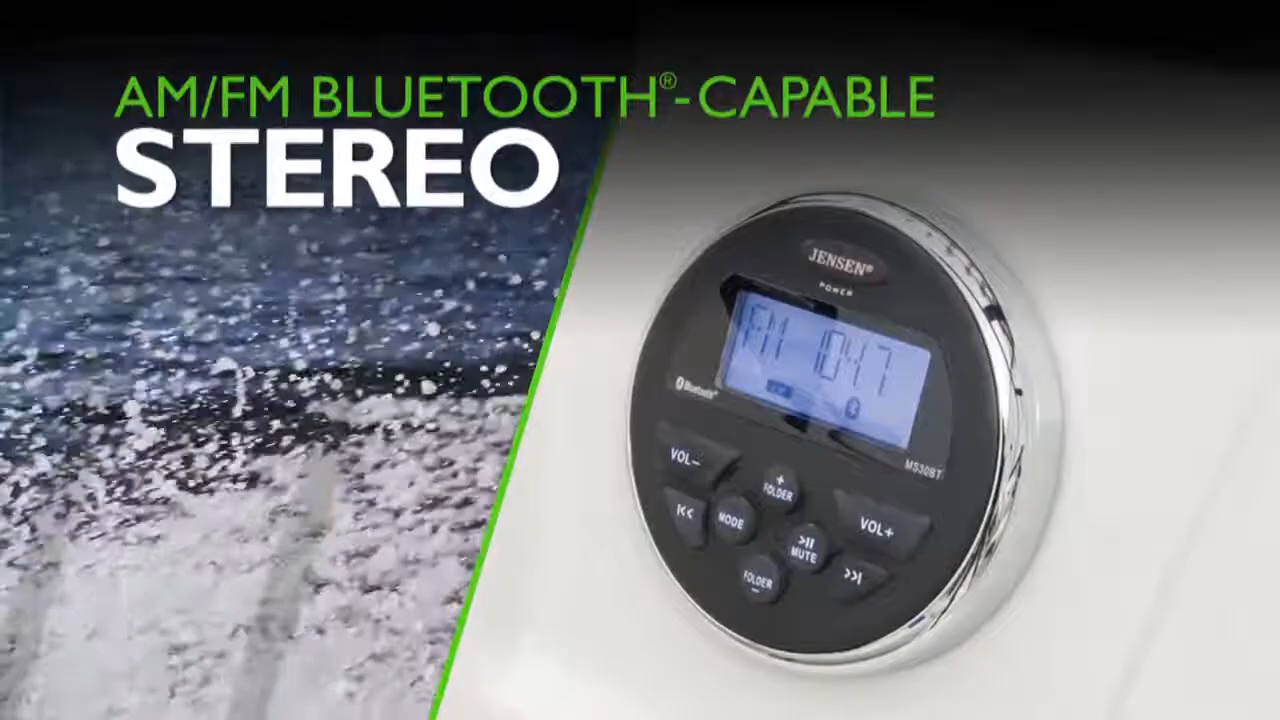 AM/FM BLUETOOTH®-CAPABLE
STEREO
JENSEN®
POWER
FM 104.7
Bluetooth®
MS30BT
VOL–
+
FOLDER
MODE
VOL+
MUTE
FOLDER
–